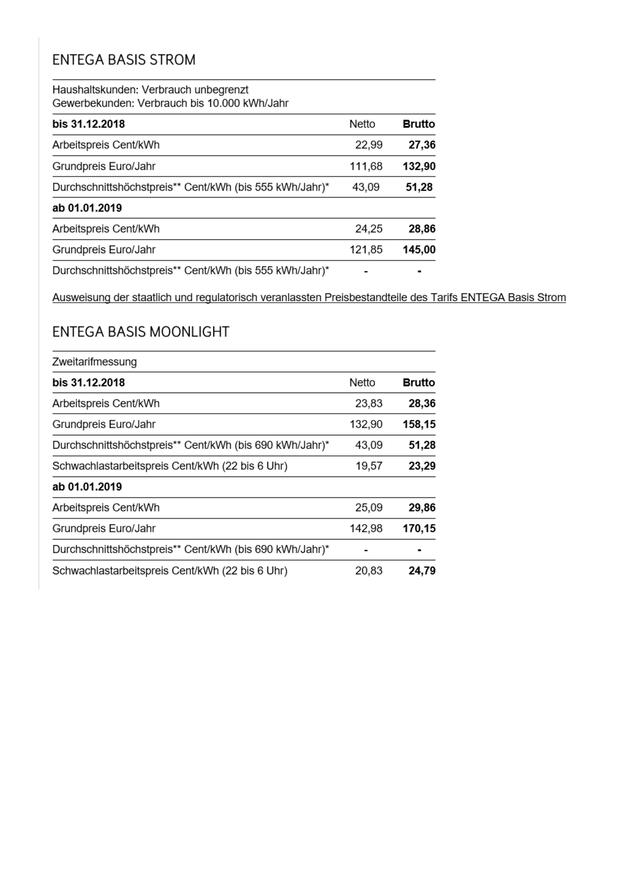 ENTEGA BASIS STROM
Haushaltskunden: Verbrauch unbegrenzt
Gewerbekunden: Verbrauch bis 10.000 kWh/Jahr
bis 31.12.2018 Netto Brutto
Arbeitspreis Cent/kWh 22,99 27,36
Grundpreis Euro/Jahr 111,68 132,90
Durchschnittshöchstpreis** Cent/kWh (bis 555 kWh/Jahr)* 43,09 51,28
ab 01.01.2019
Arbeitspreis Cent/kWh 24,25 28,86
Grundpreis Euro/Jahr 121,85 145,00
Durchschnittshöchstpreis** Cent/kWh (bis 555 kWh/Jahr)* - -
Ausweisung der staatlich und regulatorisch veranlassten Preisbestandteile des Tarifs ENTEGA Basis Strom
ENTEGA BASIS MOONLIGHT
Zweitarifmessung
bis 31.12.2018 Netto Brutto
Arbeitspreis Cent/kWh 23,83 28,36
Grundpreis Euro/Jahr 132,90 158,15
Durchschnittshöchstpreis** Cent/kWh (bis 690 kWh/Jahr)* 43,09 51,28
Schwachlastarbeitspreis Cent/kWh (22 bis 6 Uhr) 19,57 23,29
ab 01.01.2019
Arbeitspreis Cent/kWh 25,09 29,86
Grundpreis Euro/Jahr 142,98 170,15
Durchschnittshöchstpreis** Cent/kWh (bis 690 kWh/Jahr)* - -
Schwachlastarbeitspreis Cent/kWh (22 bis 6 Uhr) 20,83 24,79